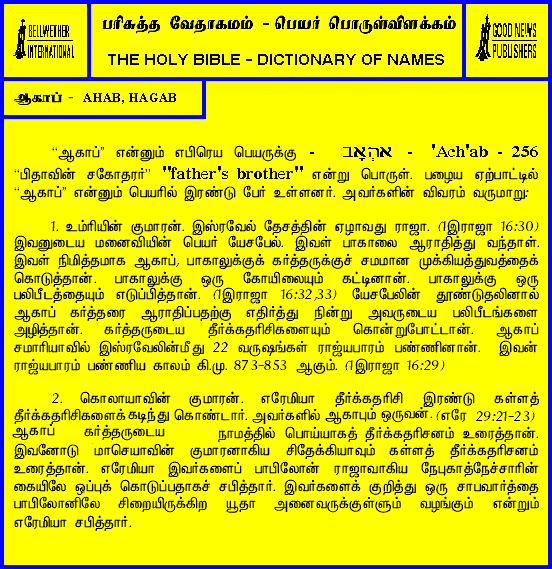 BELLWETHER
INTERNATIONAL
பரிசுத்த வேதாகமம் - பெயர் பொருள்விளக்கம்
THE HOLY BIBLE - DICTIONARY OF NAMES
GOOD NEWS
PUBLISHERS
ஆகாப் - AHAB, HAGAB
“ஆகாப்” என்னும் எபிரெய பெயருக்கு - אַחְאָב - 'Ach'ab - 256
“பிதாவின் சகோதரர்” "father's brother" என்று பொருள். பழைய ஏற்பாட்டில்
“ஆகாப்” என்னும் பெயரில் இரண்டு பேர் உள்ளனர். அவர்களின் விவரம் வருமாறு:
1. உம்ரியின் குமாரன். இஸ்ரவேல் தேசத்தின் ஏழாவது ராஜா. (1இராஜா 16:30)
இவனுடைய மனைவியின் பெயர் யேசபேல். இவள் பாகாலை ஆராதித்து வந்தாள்.
இவள் நிமித்தமாக ஆகாப், பாகாலுக்குக் கர்த்தருக்குச் சமமான முக்கியத்துவத்தைக்
கொடுத்தான். பாகாலுக்கு ஒரு கோயிலையும் கட்டினான். பாகாலுக்கு ஒரு
பலிபீடத்தையும் எடுப்பித்தான். (1இராஜா 16:32,33) யேசபேலின் தூண்டுதலினால்
ஆகாப் கர்த்தரை ஆராதிப்பதற்கு எதிர்த்து நின்று அவருடைய பலிபீடங்களை
அழித்தான். கர்த்தருடைய தீர்க்கதரிசிகளையும் கொன்றுபோட்டான். ஆகாப்
சமாரியாவில் இஸ்ரவேலின்மீது 22 வருஷங்கள் ராஜ்யபாரம் பண்ணினான். இவன்
ராஜ்யபாரம் பண்ணிய காலம் கி.மு. 873-853 ஆகும். (1இராஜா 16:29)
2. கொலாயாவின் குமாரன். எரேமியா தீர்க்கதரிசி இரண்டு கள்ளத்
தீர்க்கதரிசிகளைக் கடிந்து கொண்டார். அவர்களில் ஆகாபும் ஒருவன். (எரே 29:21-23)
ஆகாப் கர்த்தருடைய நாமத்தில் பொய்யாகத் தீர்க்கதரிசனம் உரைத்தான்.
இவனோடு மாசெயாவின் குமாரனாகிய சிதேக்கியாவும் கள்ளத் தீர்க்கதரிசனம்
உரைத்தான். எரேமியா இவர்களைப் பாபிலோன் ராஜாவாகிய நேபுகாத்நேச்சாரின்
கையிலே ஒப்புக் கொடுப்பதாகச் சபித்தார். இவர்களைக் குறித்து ஒரு சாபவார்த்தை
பாபிலோனிலே சிறையிருக்கிற யூதா அனைவருக்குள்ளும் வழங்கும் என்றும்
எரேமியா சபித்தார்.